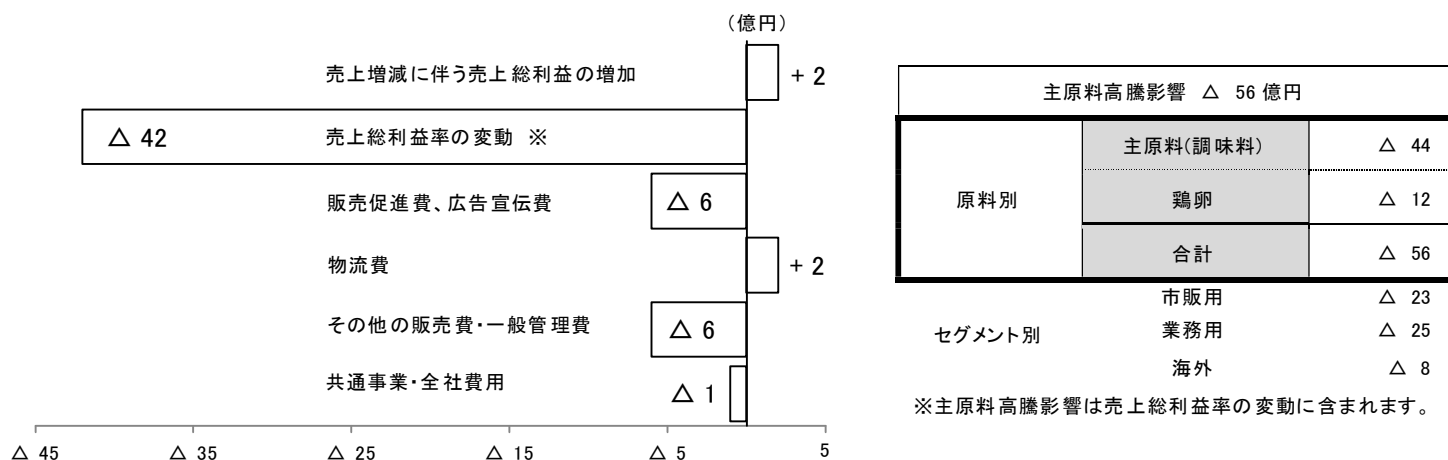 (億円)
売上増減に伴う売上総利益の増加 +2
△ 42 売上総利益率の変動 ※
販売促進費、広告宣伝費 △ 6
物流費 +2
その他の販売費・一般管理費 △ 6
共通事業・全社費用 △ 1
△ 45 △ 35 △ 25 △ 15 △ 5 5
主原料高騰影響 △ 56 億円
主原料(調味料) △ 44
原料別 鶏卵 △ 12
合計 △ 56
市販用 △ 23
セグメント別 業務用 △ 25
海外 △ 8
※主原料高騰影響は売上総利益率の変動に含まれます。